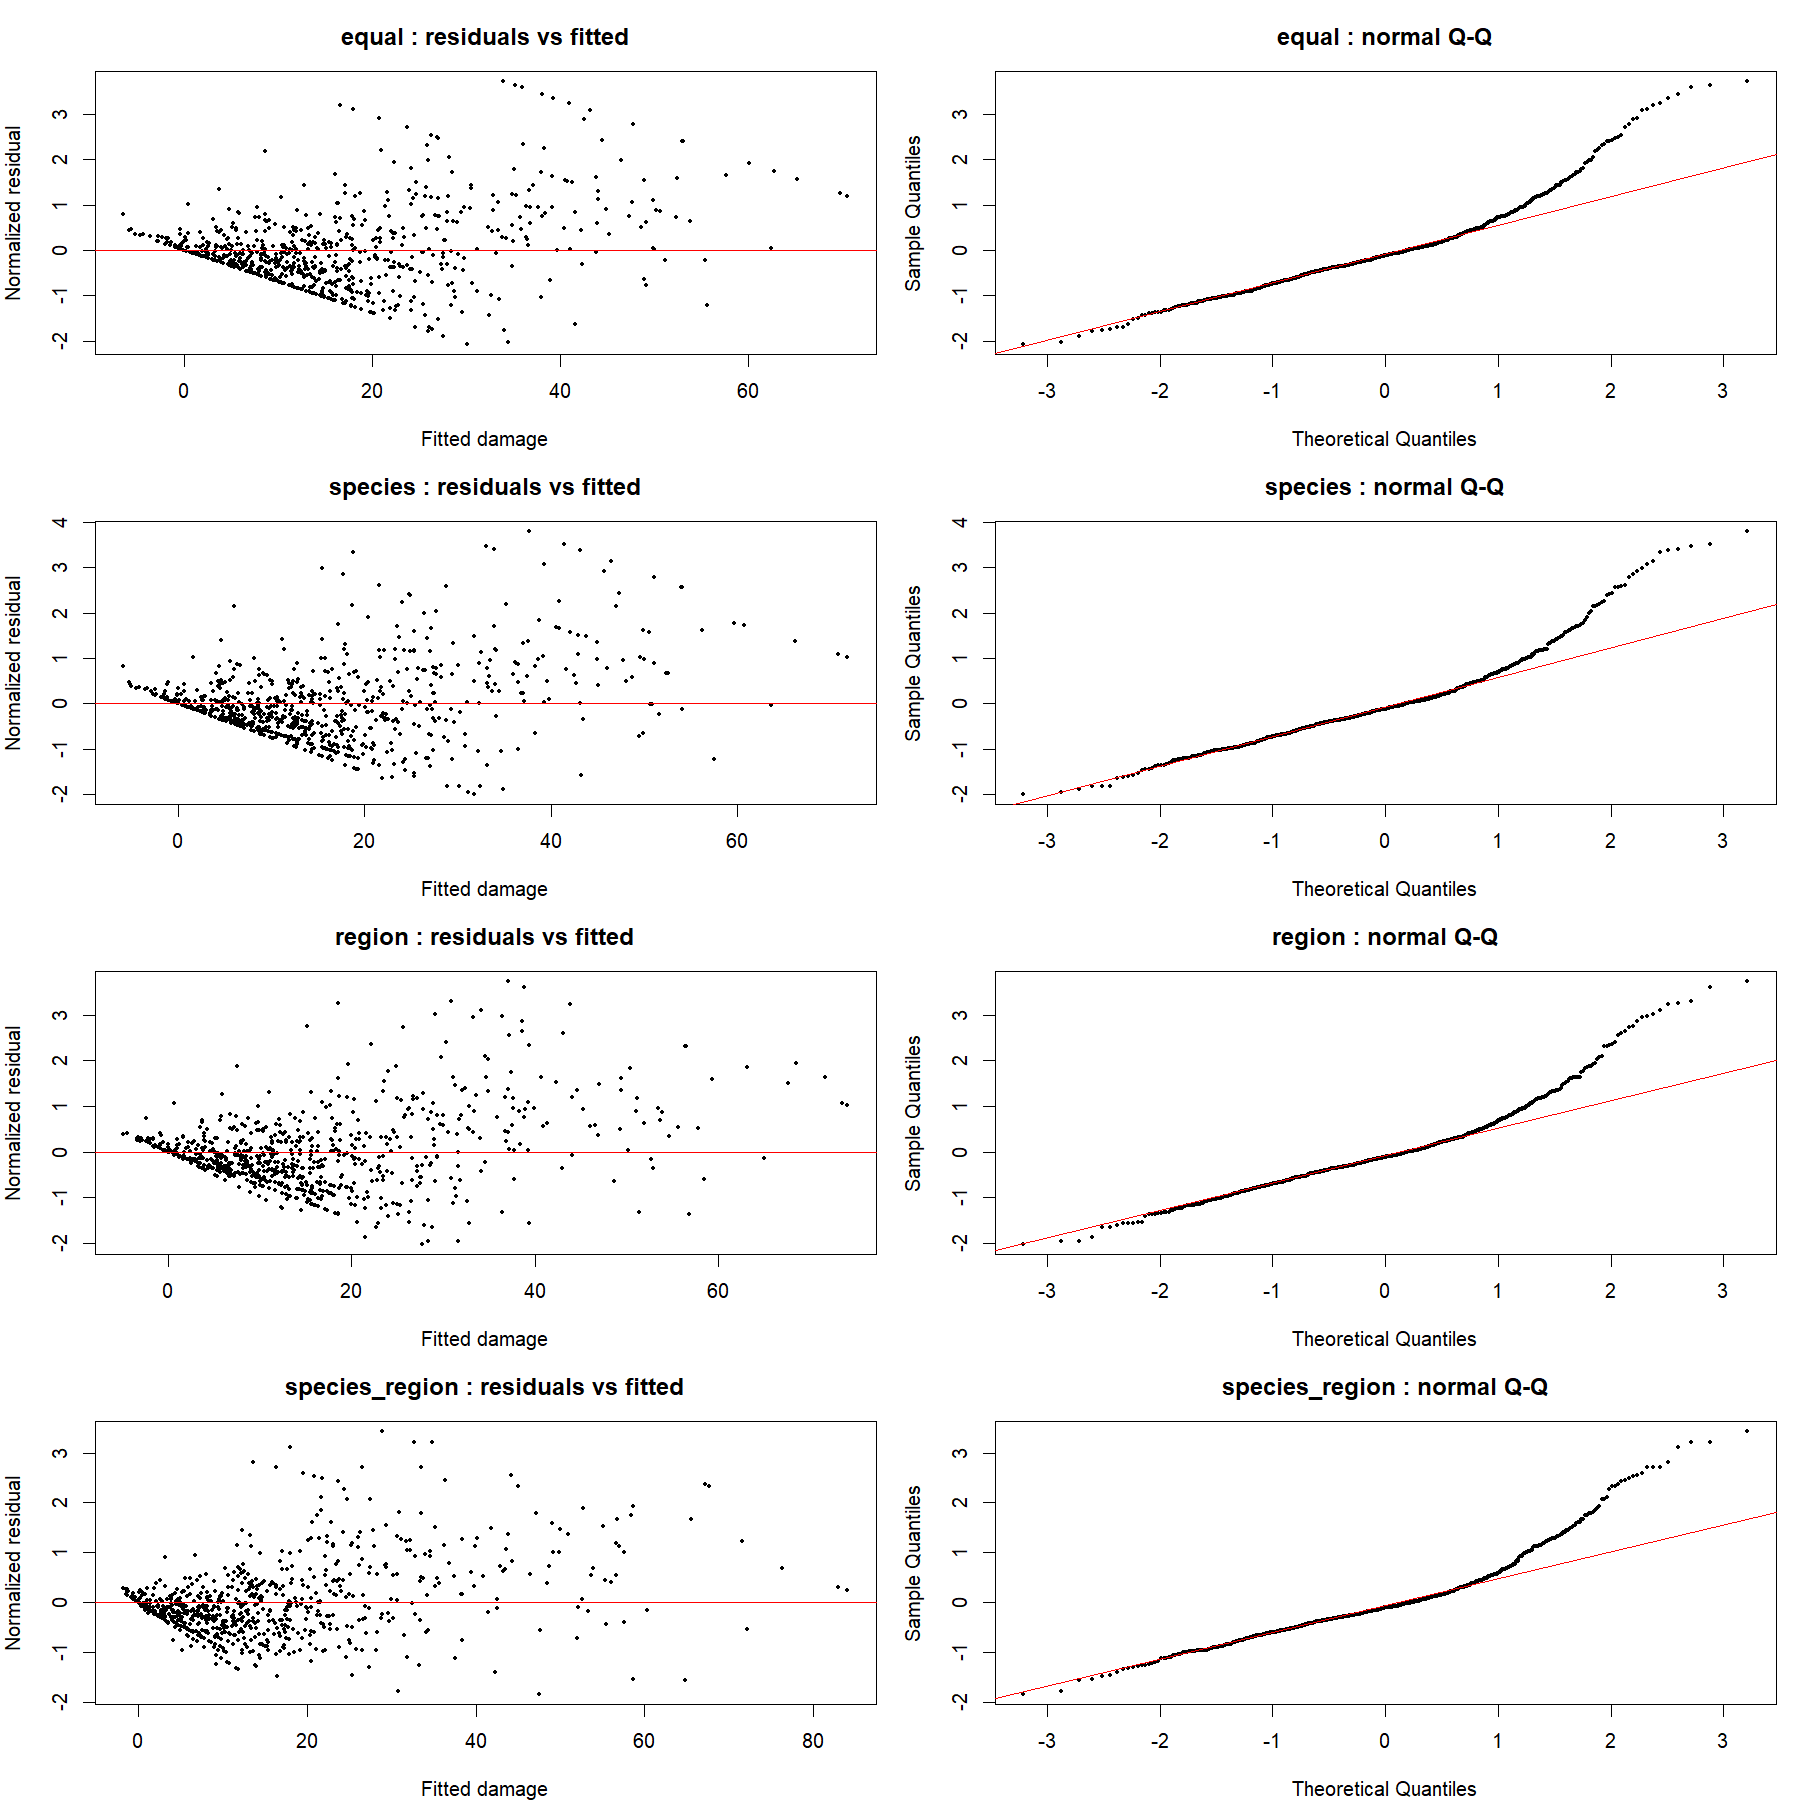 equal : residuals vs fitted
Normalized residual
3
2
1
0
-1
-2
0 20 40 60
Fitted damage
equal : normal Q-Q
Sample Quantiles
3
2
1
0
-1
-2
-3 -2 -1 0 1 2 3
Theoretical Quantiles
species : residuals vs fitted
Normalized residual
4
3
2
1
0
-1
-2
0 20 40 60
Fitted damage
species : normal Q-Q
Sample Quantiles
4
3
2
1
0
-1
-2
-3 -2 -1 0 1 2 3
Theoretical Quantiles
region : residuals vs fitted
Normalized residual
3
2
1
0
-1
-2
0 20 40 60
Fitted damage
region : normal Q-Q
Sample Quantiles
3
2
1
0
-1
-2
-3 -2 -1 0 1 2 3
Theoretical Quantiles
species_region : residuals vs fitted
Normalized residual
3
2
1
0
-1
-2
0 20 40 60 80
Fitted damage
species_region : normal Q-Q
Sample Quantiles
3
2
1
0
-1
-2
-3 -2 -1 0 1 2 3
Theoretical Quantiles